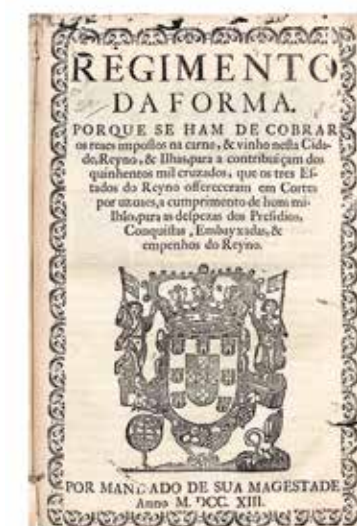 REGIMENTO
DA FORMA.
PORQUE SE HAM DE COBRAR
os reaes impostos na carne, & vinho nesta Cida-
de, Reyno, & Ilhas, para a contribuiçam dos
quinhentos mil cruzados, que os tres Es-
tados do Reyno offereceram em Cortes
por uzuaes, a cumprimento de hum mi-
lhão, para as despezas dos Presidios,
Conquistas, Embayxadas, &
empenhos do Reyno.
POR MANDADO DE SUA MAGESTADE
Anno M. DCC. XIII.